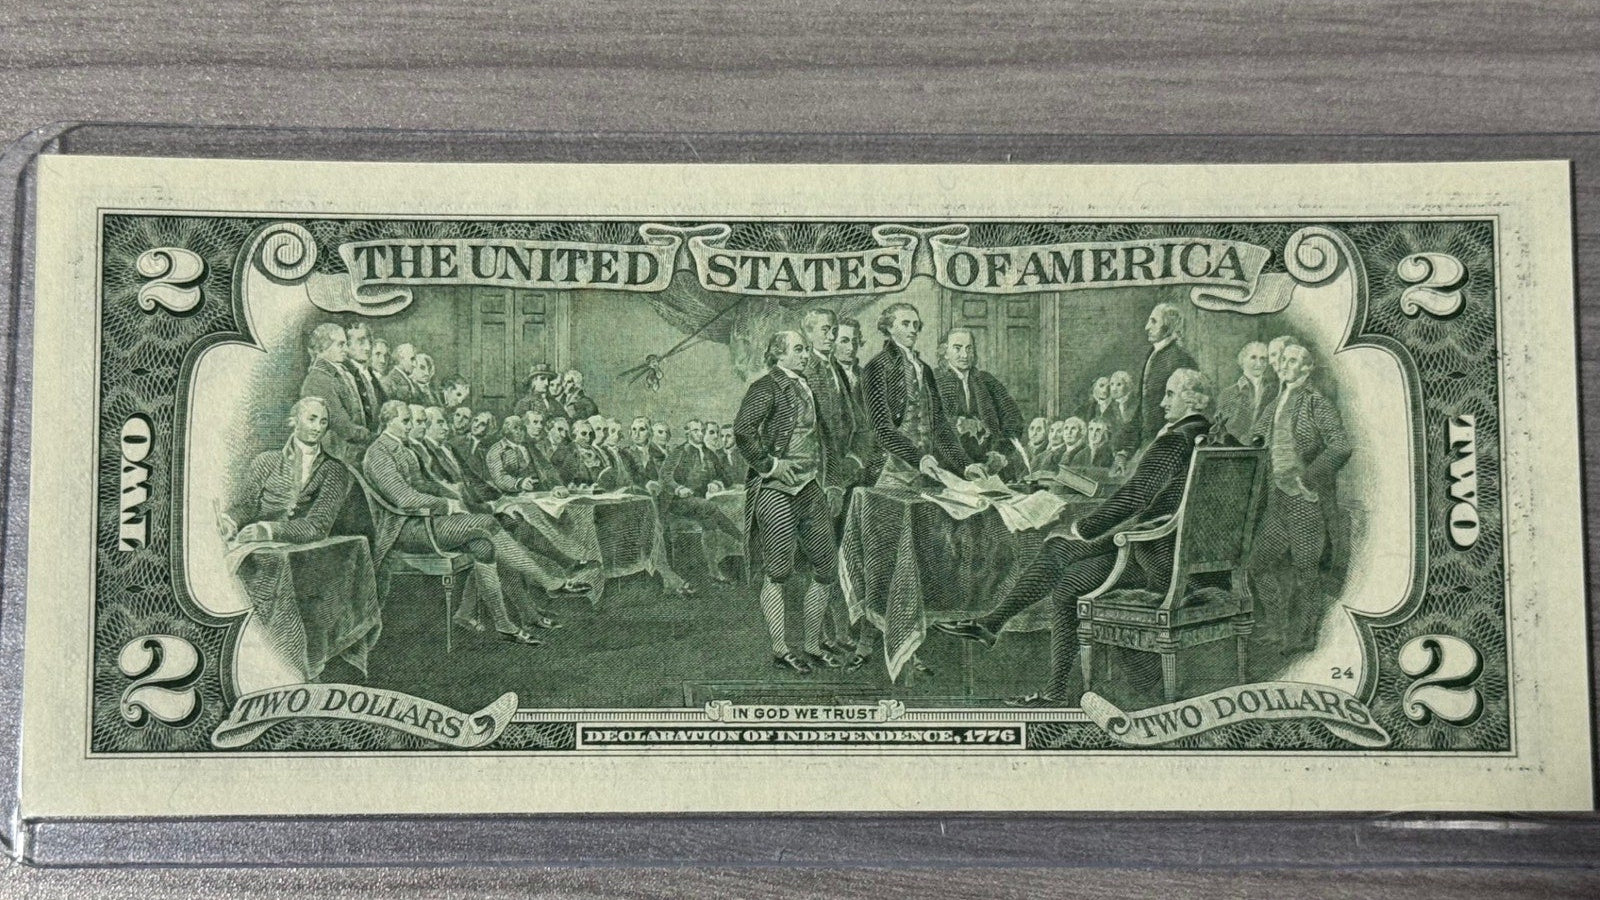 2 THE UNITED STATES OF AMERICA 2
TWO TWO
24
2 TWO DOLLARS IN GOD WE TRUST TWO DOLLARS 2
DECLARATION OF INDEPENDENCE, 1776